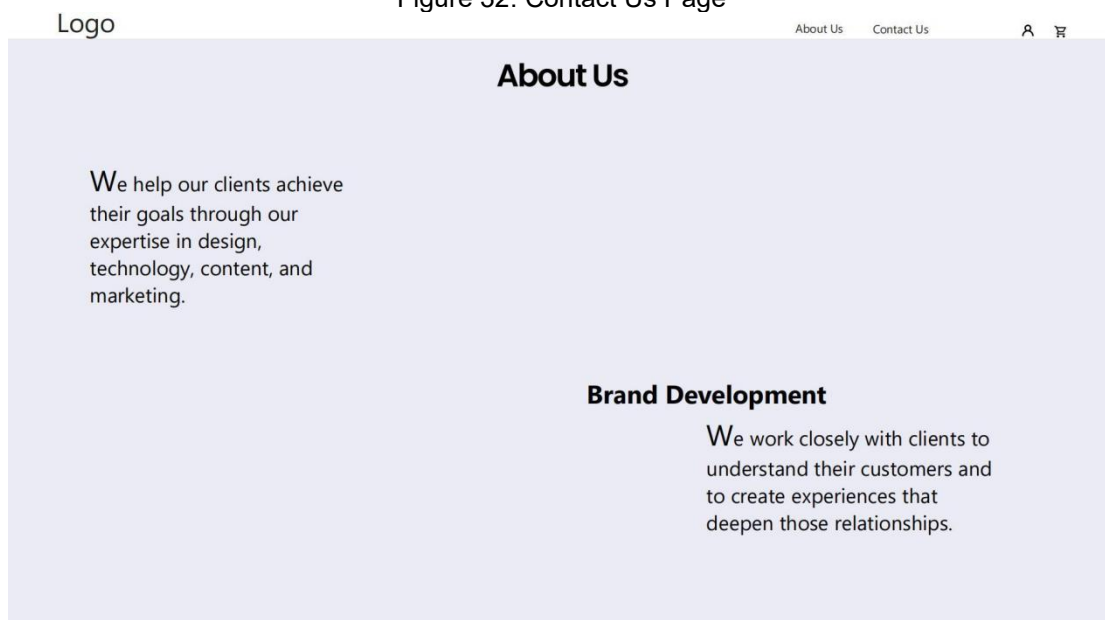 Figure 32: Contact Us Page
Logo
About Us Contact Us
About Us
We help our clients achieve
their goals through our
expertise in design,
technology, content, and
marketing.
Brand Development
We work closely with clients to
understand their customers and
to create experiences that
deepen those relationships.